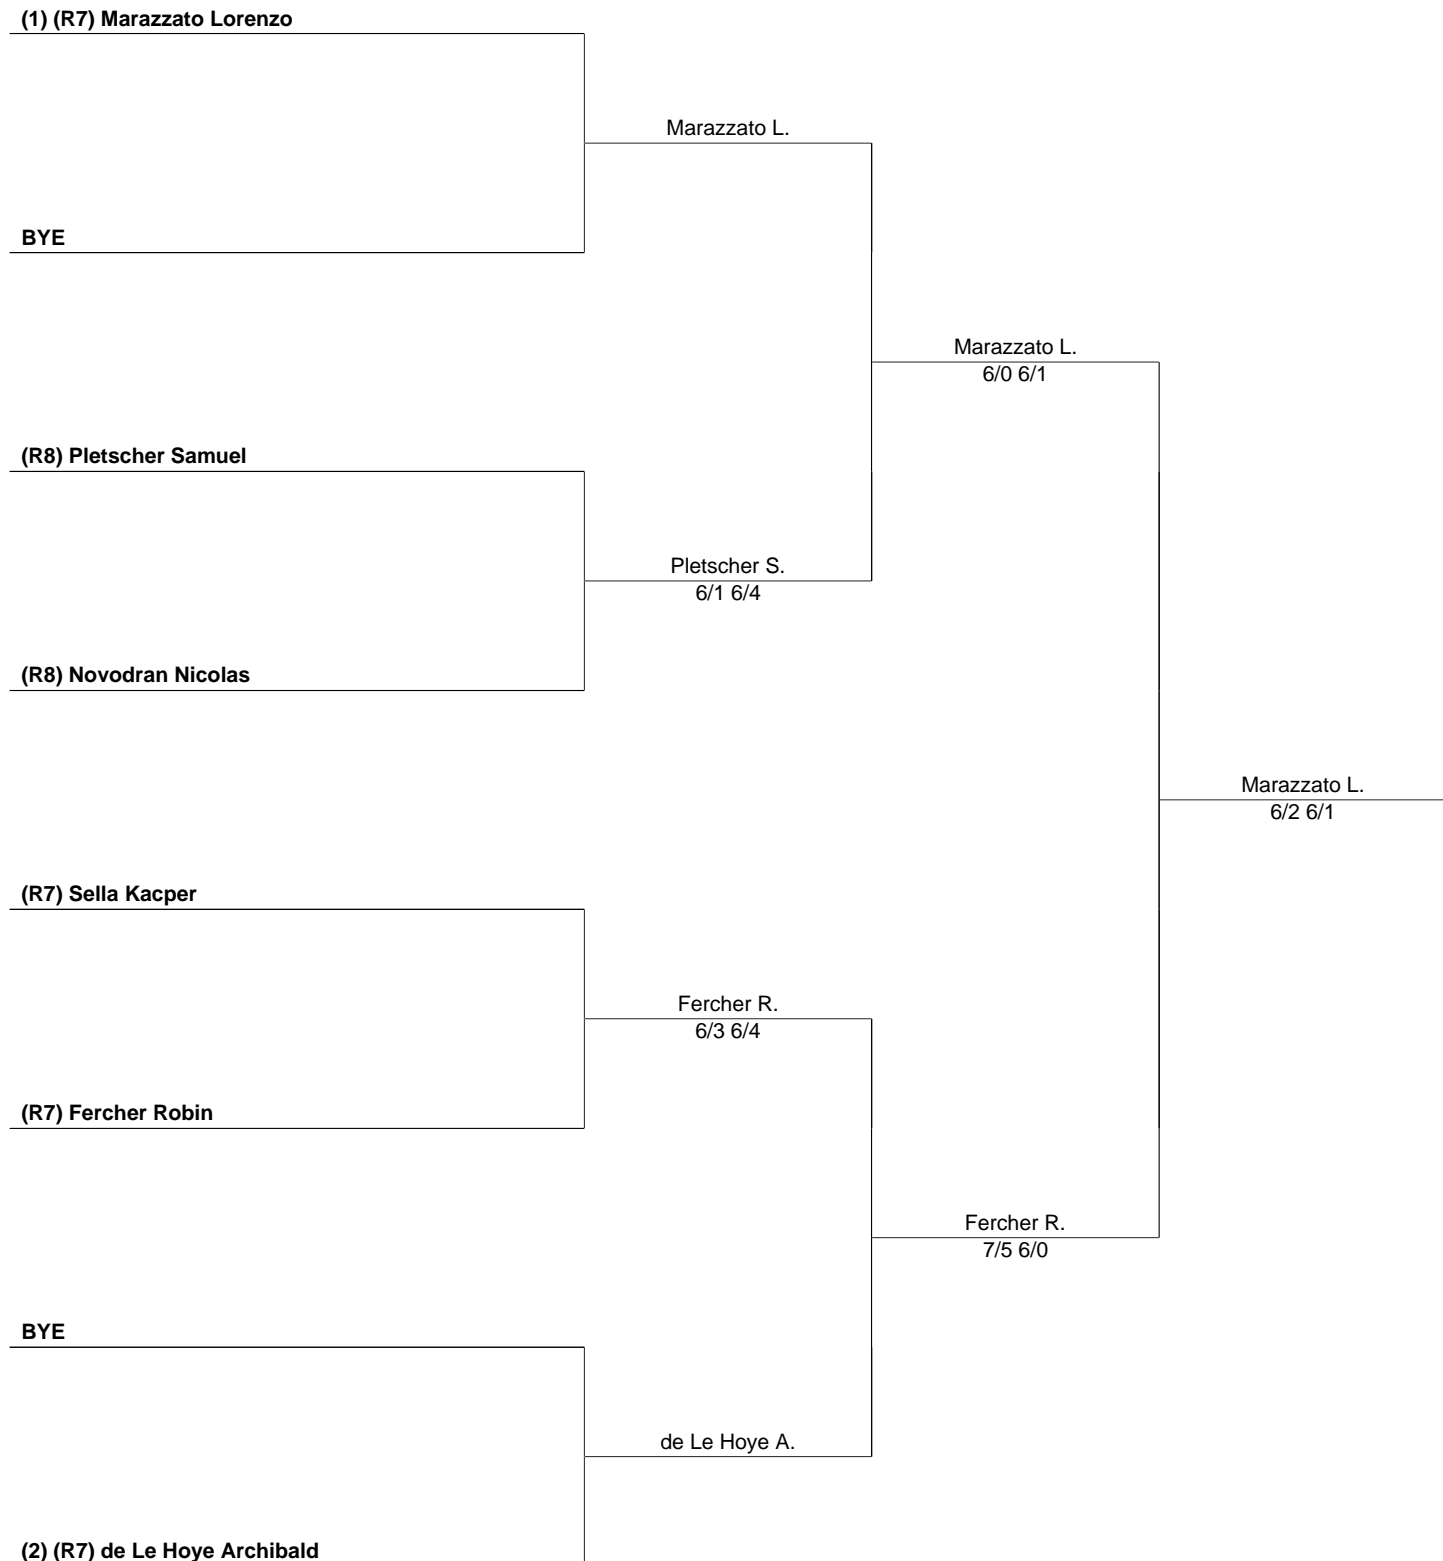 (1) (R7) Marazzato Lorenzo
Marazzato L.
BYE
Marazzato L.
6/0 6/1
(R8) Pletscher Samuel
Pletscher S.
6/1 6/4
(R8) Novodran Nicolas
Marazzato L.
6/2 6/1
(R7) Sella Kacper
Fercher R.
6/3 6/4
(R7) Fercher Robin
Fercher R.
7/5 6/0
BYE
de Le Hoye A.
(2) (R7) de Le Hoye Archibald